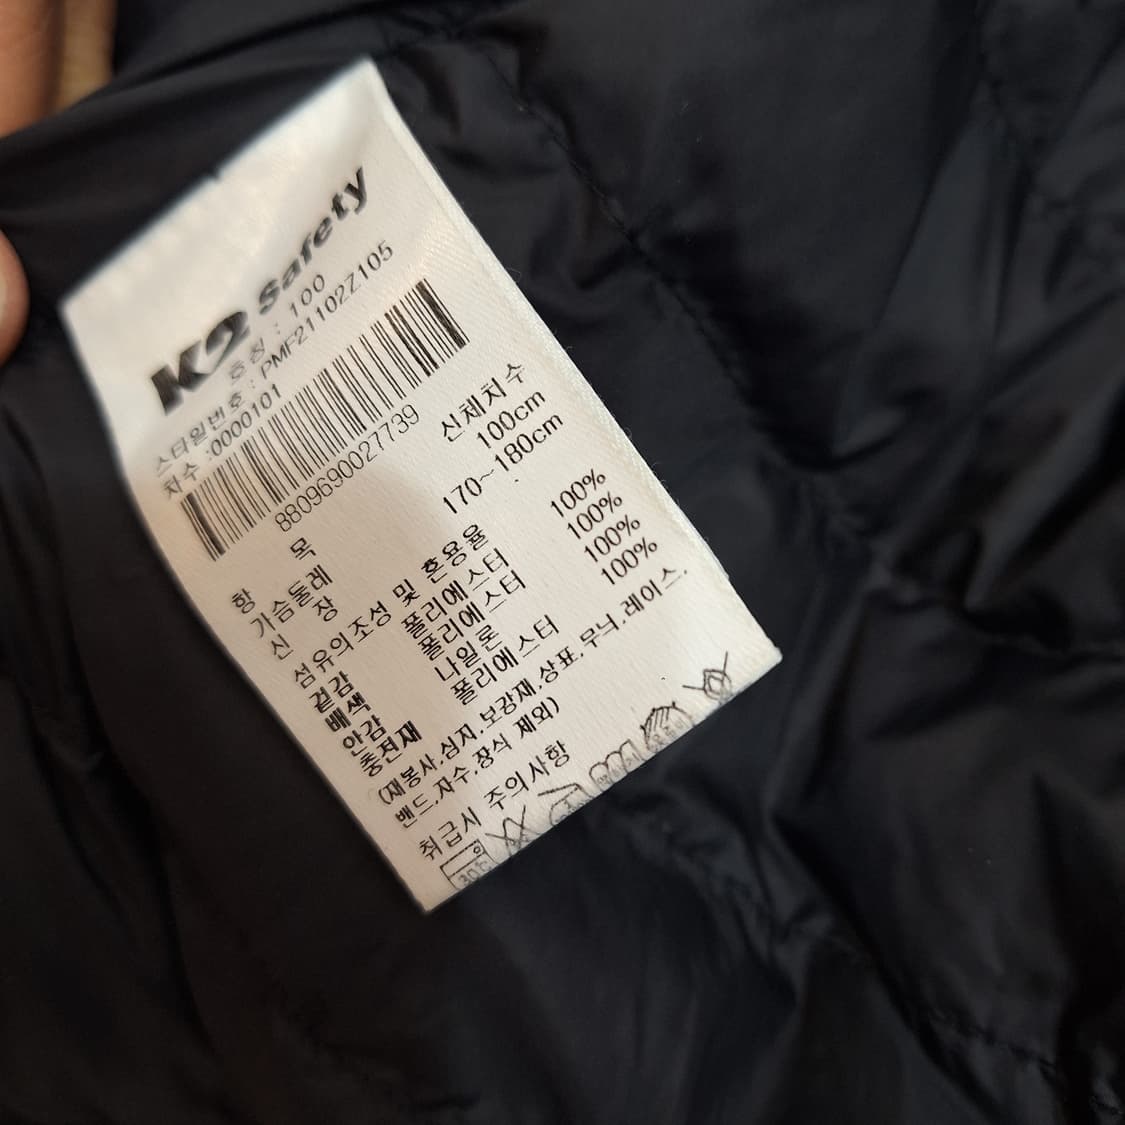 K2 Safety
호칭 : 100
스타일번호 : PMF21102Z105
차수 :0000101
8809690027739
항 목 신체치수
가슴둘레 100cm
신 장 170~180cm
섬유의조성 및 혼용율
겉감 폴리에스터 100%
배색 폴리에스터 100%
안감 나일론 100%
충전재 폴리에스터 100%
(재봉사.심지.보강재.상표.무늬.레이스.
밴드.자수.장식 제외)
취급시 주의사항
30℃